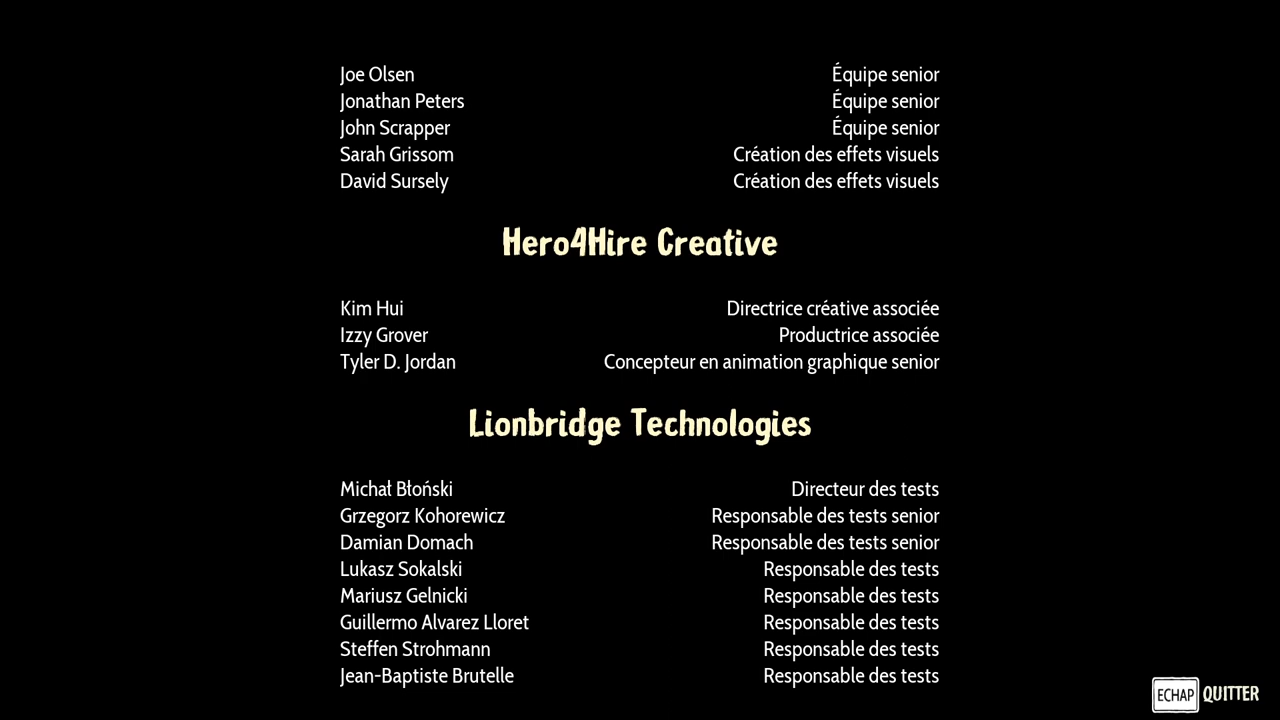 Joe Olsen Équipe senior
Jonathan Peters Équipe senior
John Scrapper Équipe senior
Sarah Grissom Création des effets visuels
David Sursely Création des effets visuels
Hero4Hire Creative
Kim Hui Directrice créative associée
Izzy Grover Productrice associée
Tyler D. Jordan Concepteur en animation graphique senior
Lionbridge Technologies
Michał Błoński Directeur des tests
Grzegorz Kohorewicz Responsable des tests senior
Damian Domach Responsable des tests senior
Lukasz Sokalski Responsable des tests
Mariusz Gelnicki Responsable des tests
Guillermo Alvarez Lloret Responsable des tests
Steffen Strohmann Responsable des tests
Jean-Baptiste Brutelle Responsable des tests
ECHAP QUITTER